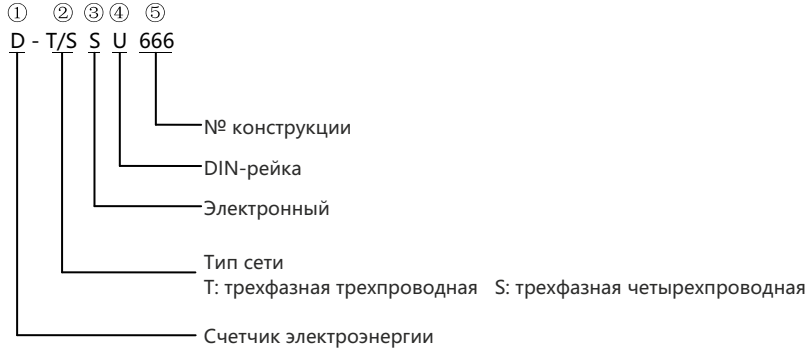 ① ② ③ ④ ⑤
D - T/S S U 666
№ конструкции
DIN-рейка
Электронный
Тип сети
T: трехфазная трехпроводная S: трехфазная четырехпроводная
Счетчик электроэнергии